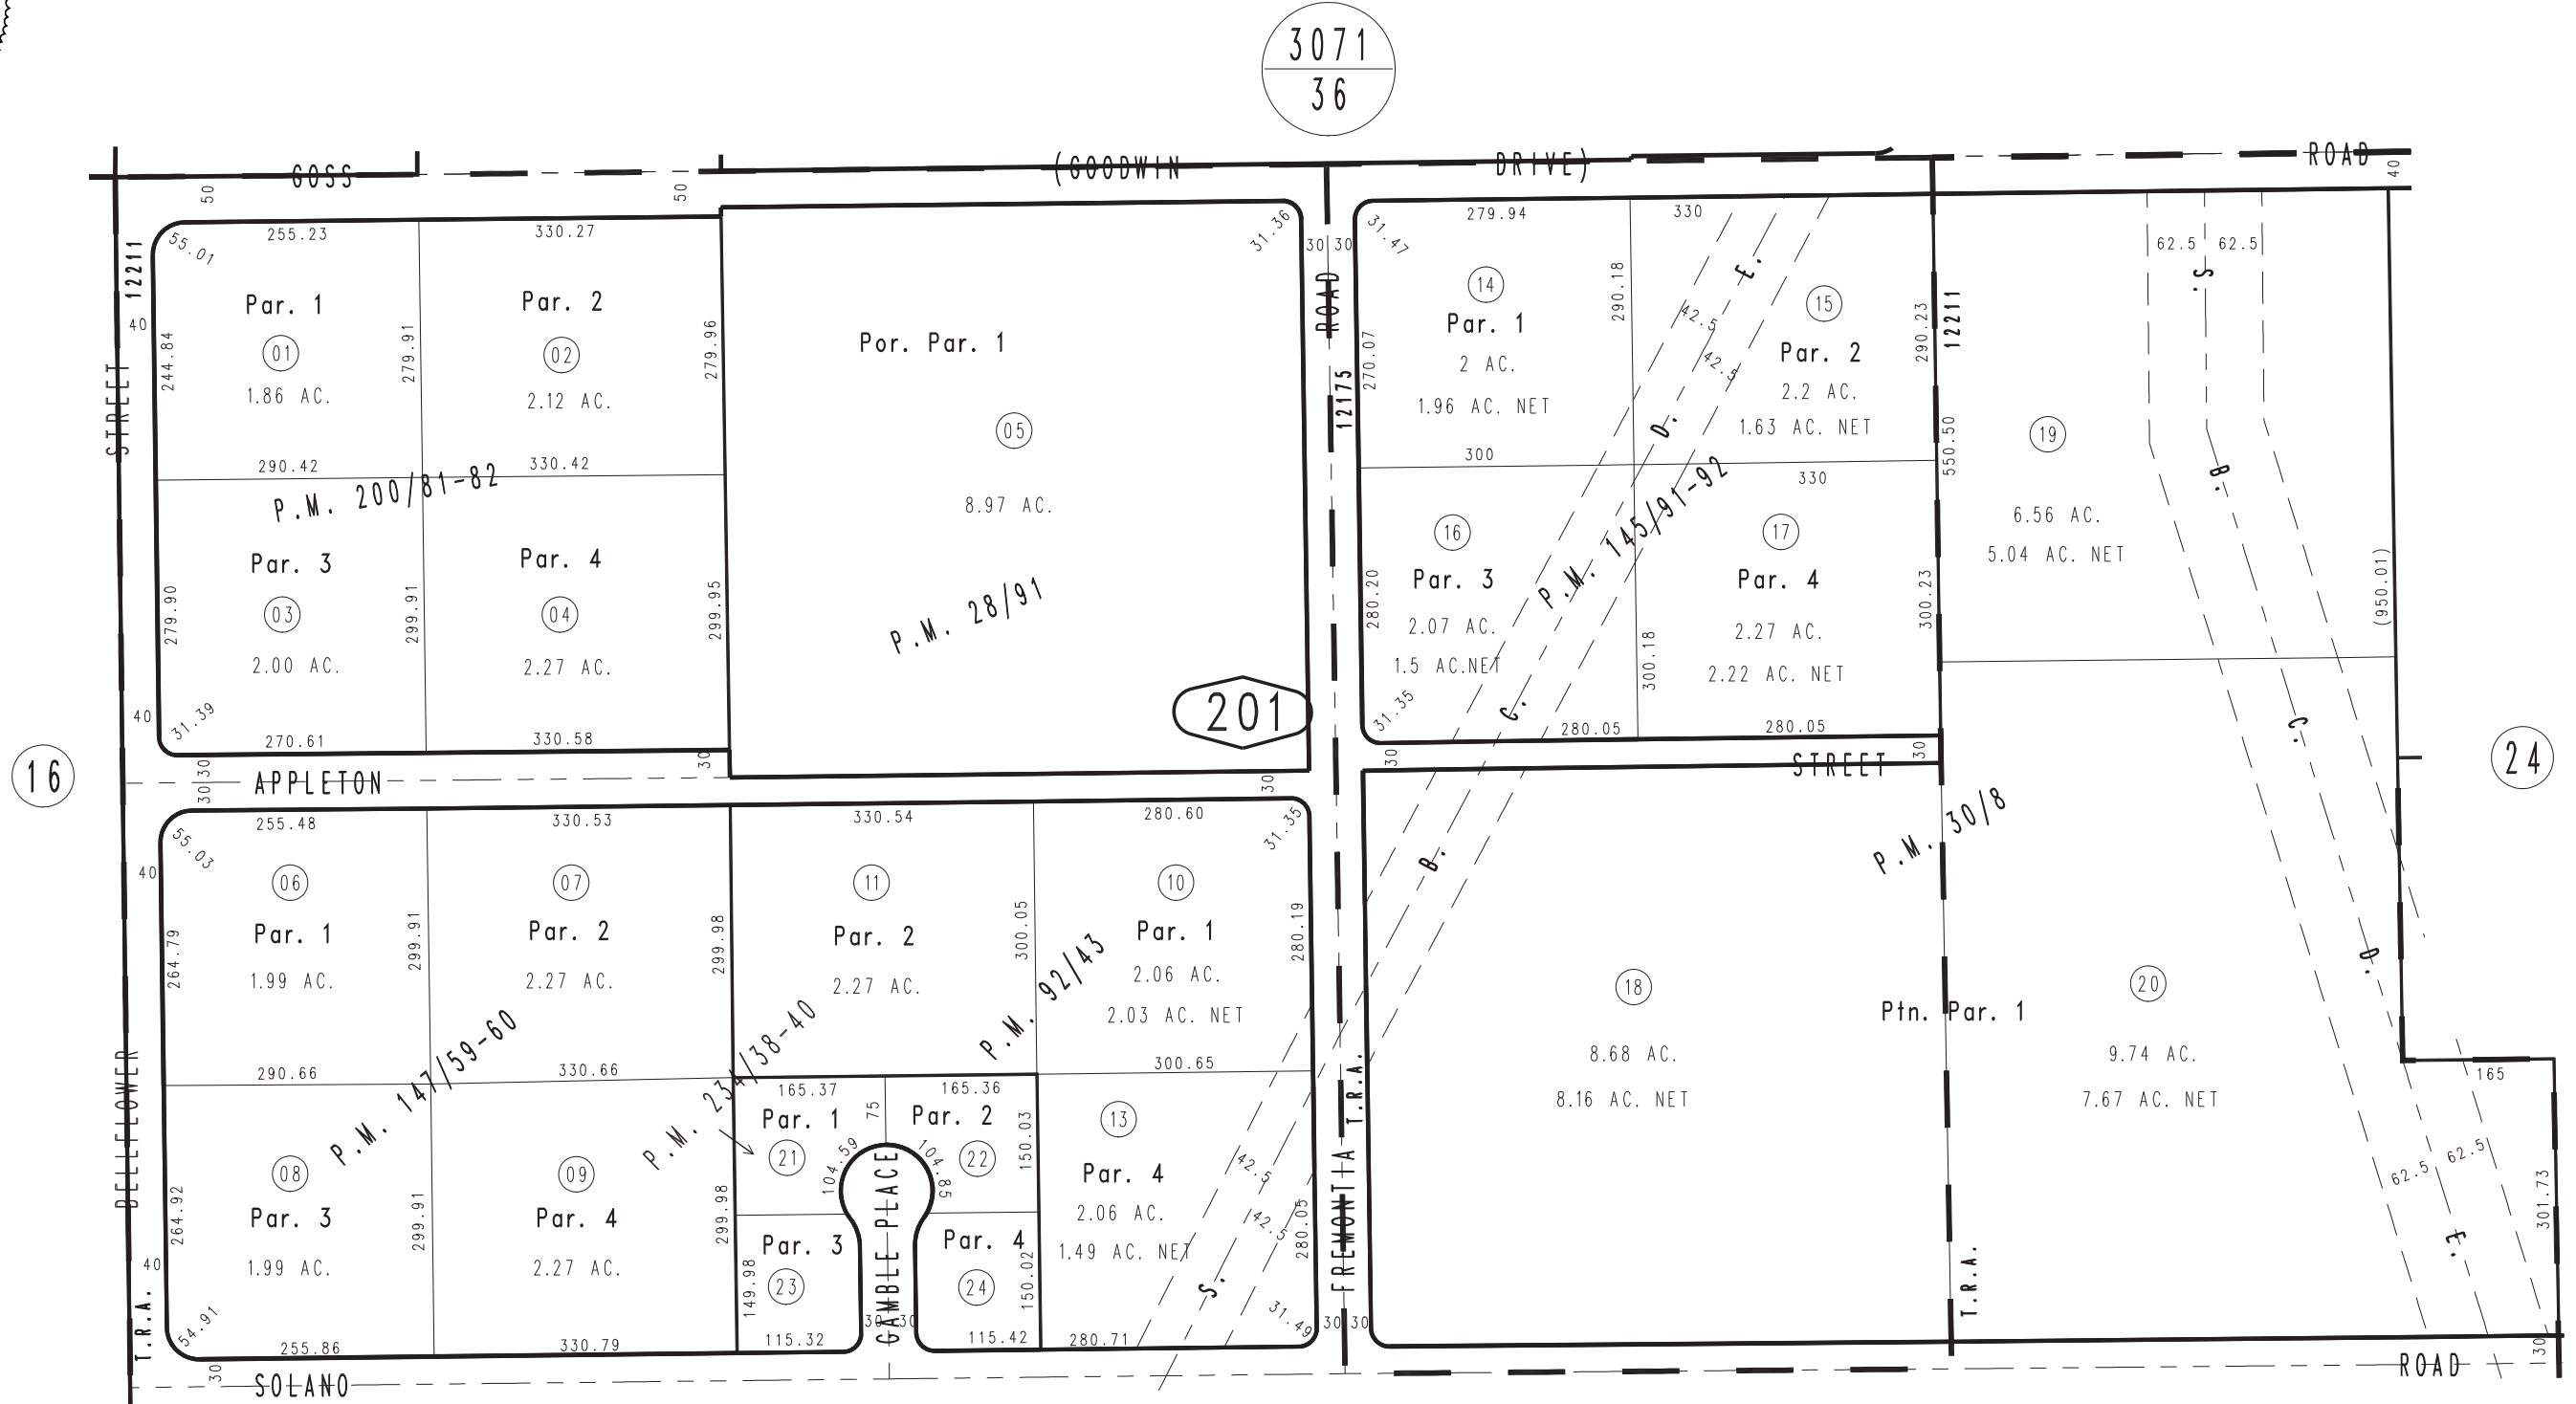 3071
36
GOSS
(GOODWIN
DRIVE)
ROAD
50
50
40
255.23
330.27
55.01
31.36
30
30
31.47
279.94
330
62.5
62.5
12211
40
244.84
STREET
Par. 1
01
1.86 AC.
279.91
Par. 2
02
2.12 AC.
279.96
Por. Par. 1
05
8.97 AC.
P.M. 28/91
ROAD
12175
270.07
14
Par. 1
2 AC.
1.96 AC. NET
290.18
42.5
42.5
15
Par. 2
2.2 AC.
1.63 AC. NET
290.23
12211
550.50
19
6.56 AC.
5.04 AC. NET
(950.01)
290.42
330.42
P.M. 200/81-82
300
330
P.M. 145/91-92
Par. 3
03
2.00 AC.
279.90
299.91
Par. 4
04
2.27 AC.
299.95
16
Par. 3
2.07 AC.
1.5 AC.NET
280.20
31.35
300.18
17
Par. 4
2.27 AC.
2.22 AC. NET
300.23
201
40
31.39
270.61
330.58
280.05
280.05
16
30
30
APPLETON
30
30
30
STREET
30
24
255.48
330.53
330.54
280.60
55.03
31.35
40
06
Par. 1
1.99 AC.
264.79
299.91
07
Par. 2
2.27 AC.
299.98
11
Par. 2
2.27 AC.
300.05
10
Par. 1
2.06 AC.
2.03 AC. NET
280.19
P.M. 92/43
P.M. 30/8
18
8.68 AC.
8.16 AC. NET
Ptn. Par. 1
20
9.74 AC.
7.67 AC. NET
290.66
330.66
300.65
P.M. 147/59-60
P.M. 234/38-40
165.37
165.36
75
Par. 1
21
104.59
Par. 2
22
104.85
150.03
13
Par. 4
2.06 AC.
1.49 AC. NET
42.5
42.5
280.05
T.R.A.
FREMONTIA
BELLFLOWER
08
Par. 3
1.99 AC.
264.92
299.91
09
Par. 4
2.27 AC.
299.98
Par. 3
23
149.98
GAMBLE PLACE
Par. 4
24
150.02
165
62.5
62.5
301.73
40
T.R.A.
54.91
255.86
330.79
115.32
30
30
115.42
280.71
31.49
30
30
T.R.A.
30
30
SOLANO
ROAD
S.
B.
C.
D.
E.
S.
B.
C.
D.
E.